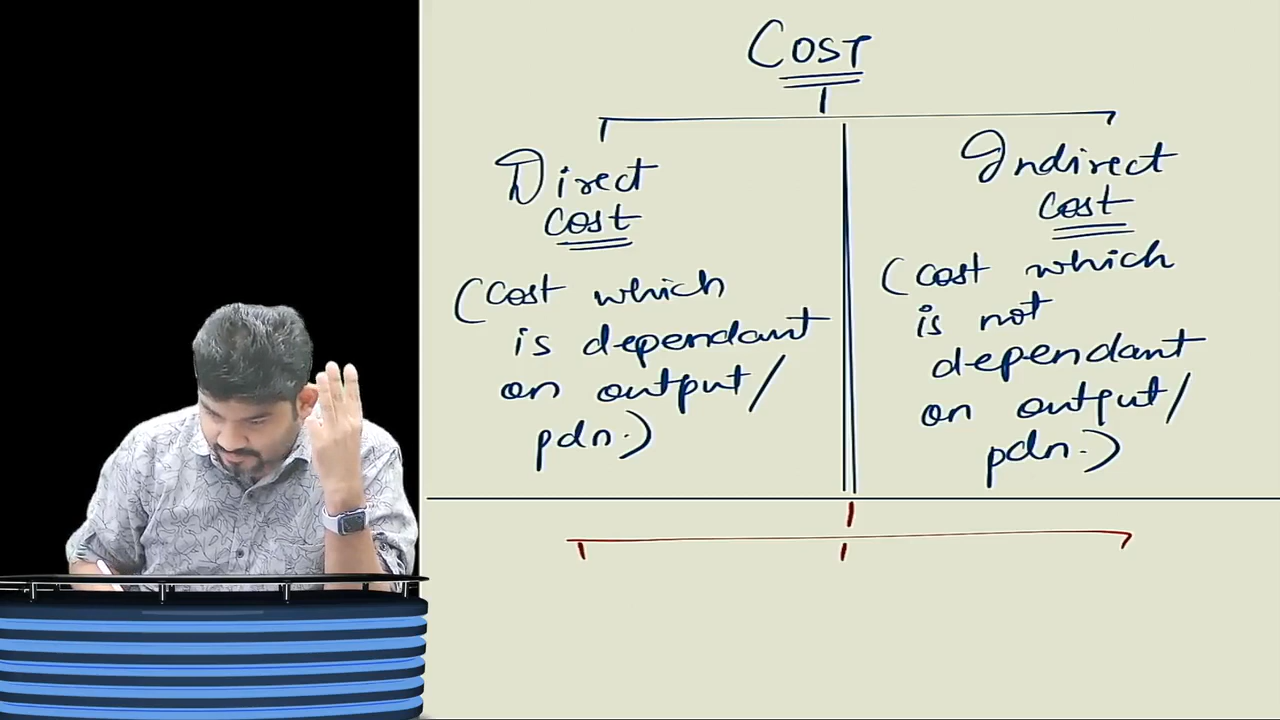 COST
Direct
cost
(cost which
is dependant
on output/
pdn.)
Indirect
cost
(cost which
is not
dependant
on output/
pdn.)